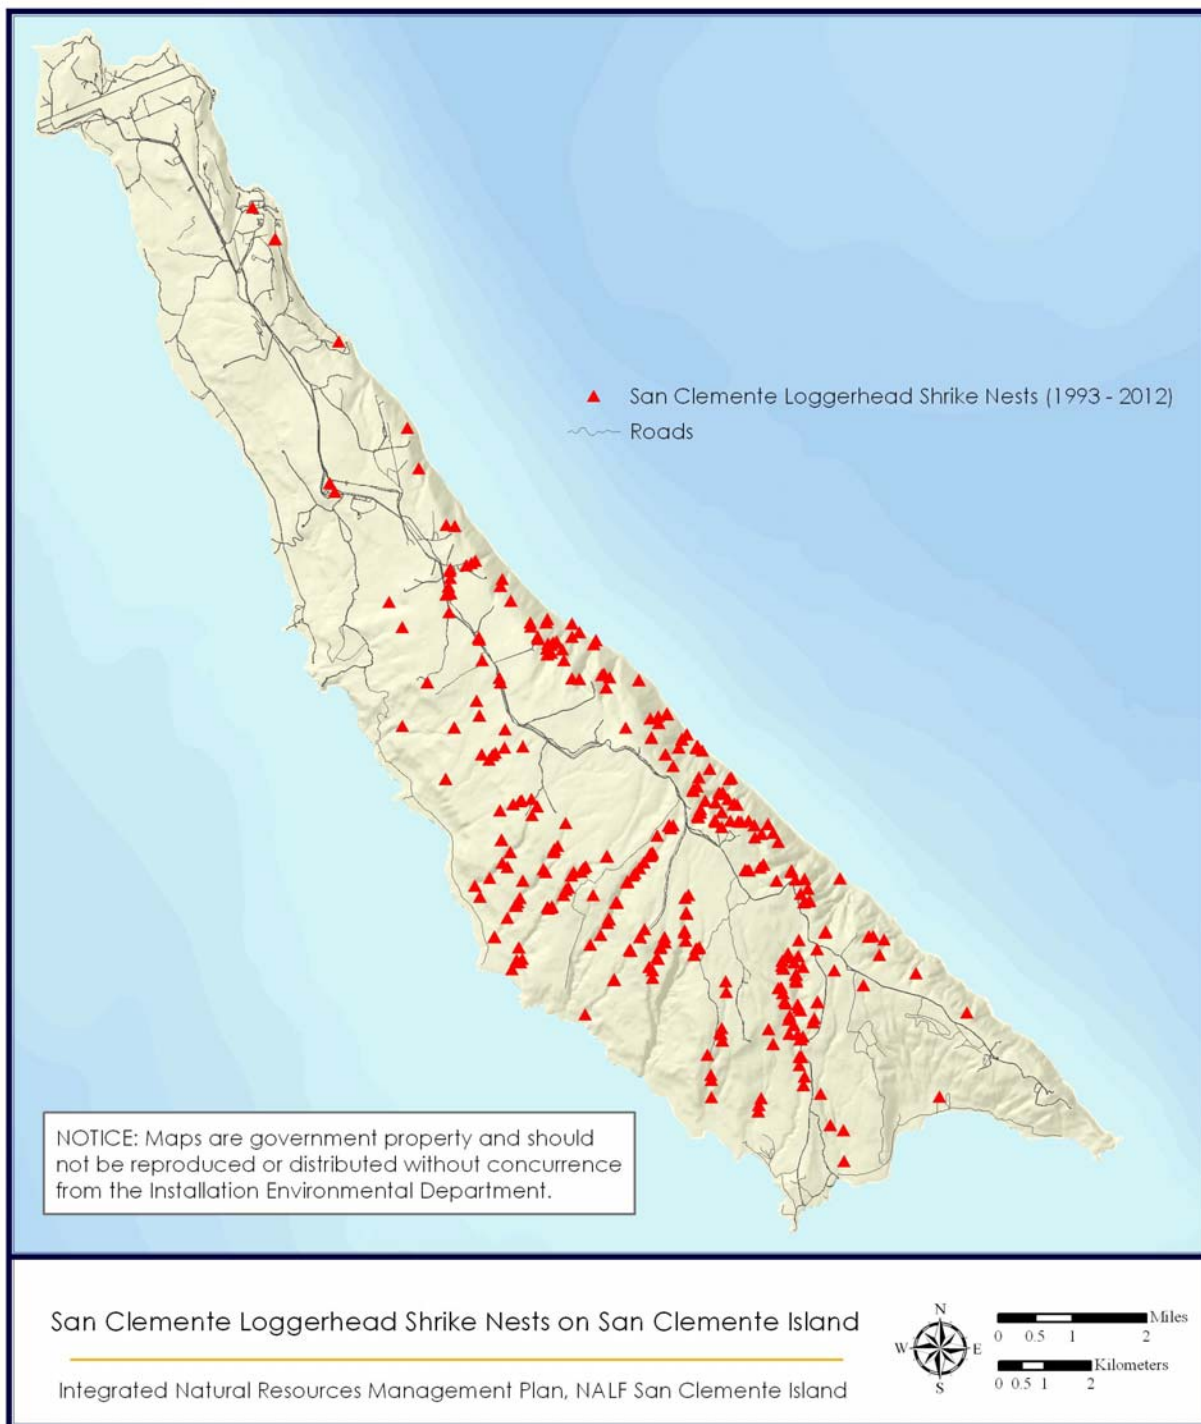 San Clemente Loggerhead Shrike Nests (1993 - 2012)
Roads
NOTICE: Maps are government property and should
not be reproduced or distributed without concurrence
from the Installation Environmental Department.
San Clemente Loggerhead Shrike Nests on San Clemente Island
Integrated Natural Resources Management Plan, NALF San Clemente Island
N
W E
S
Miles
0 0.5 1 2
Kilometers
0 0.5 1 2